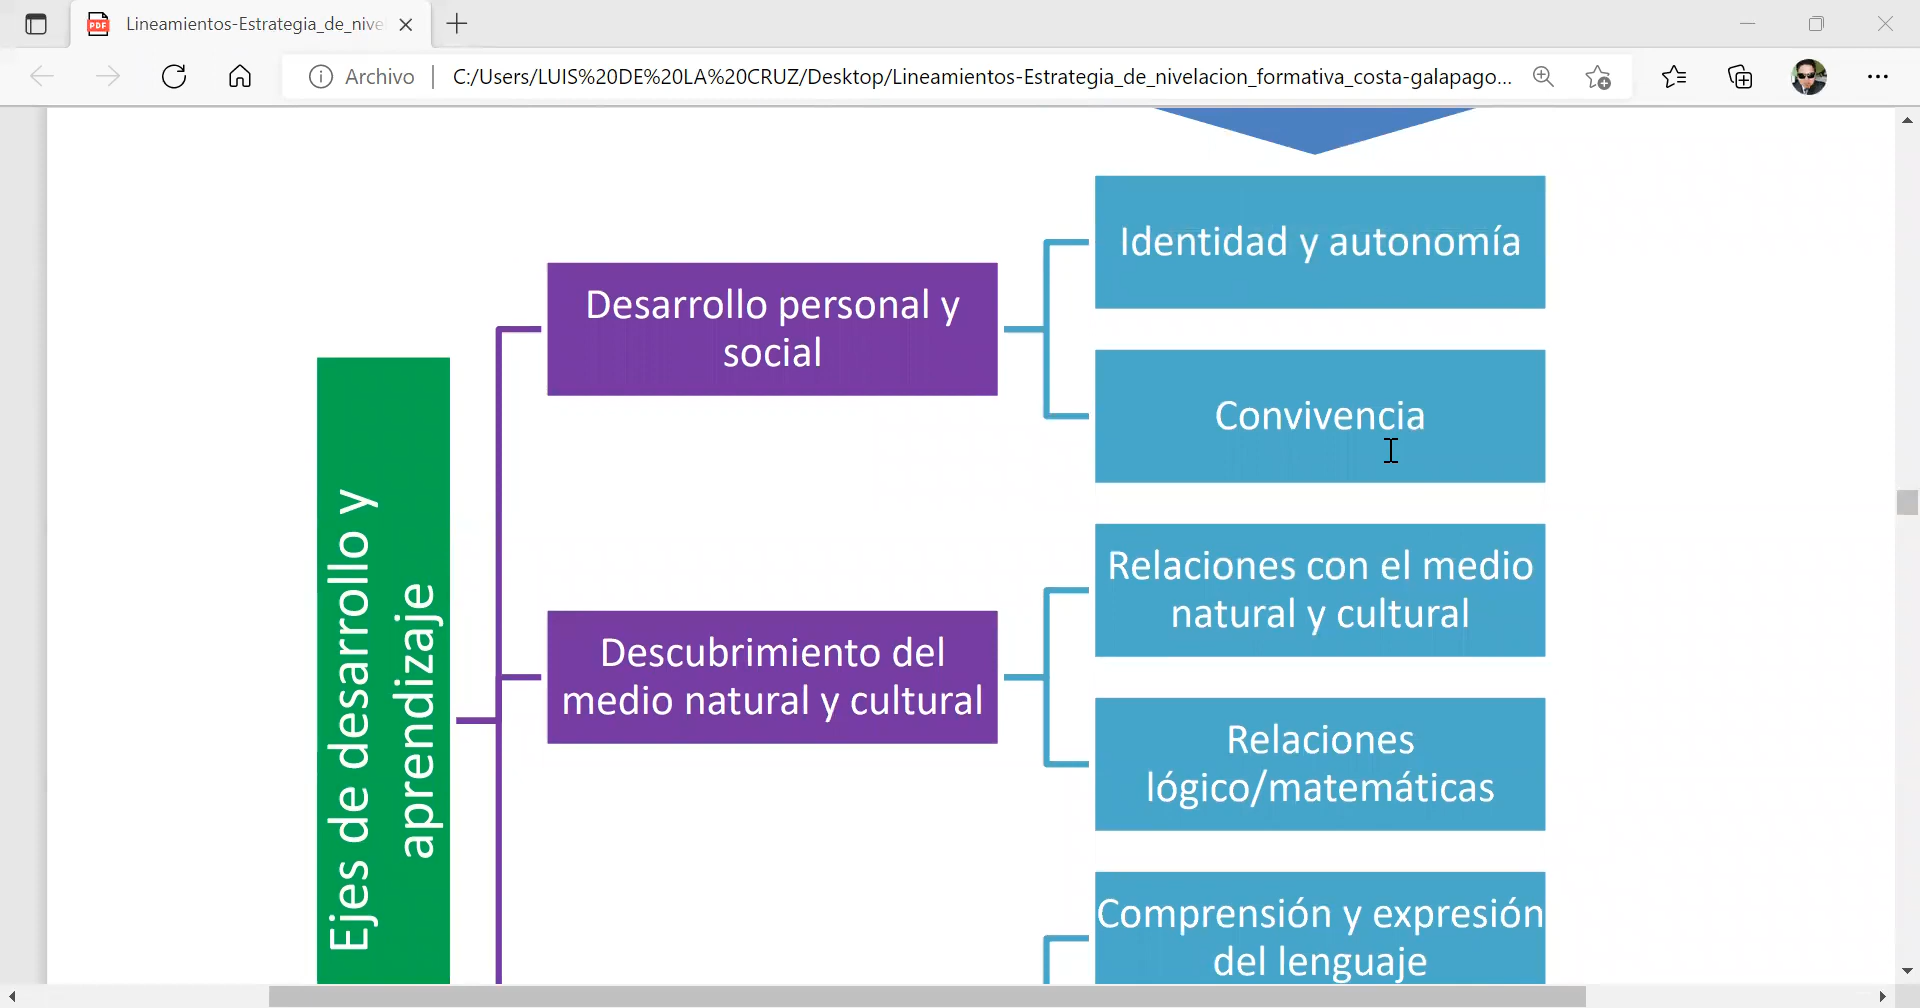 Lineamientos-Estrategia_de_nive
Archivo
C:/Users/LUIS%20DE%20LA%20CRUZ/Desktop/Lineamientos-Estrategia_de_nivelacion_formativa_costa-galapago...
Ejes de desarrollo y
aprendizaje
Desarrollo personal y
social
Identidad y autonomía
Convivencia
Descubrimiento del
medio natural y cultural
Relaciones con el medio
natural y cultural
Relaciones
lógico/matemáticas
Comprensión y expresión
del lenguaje